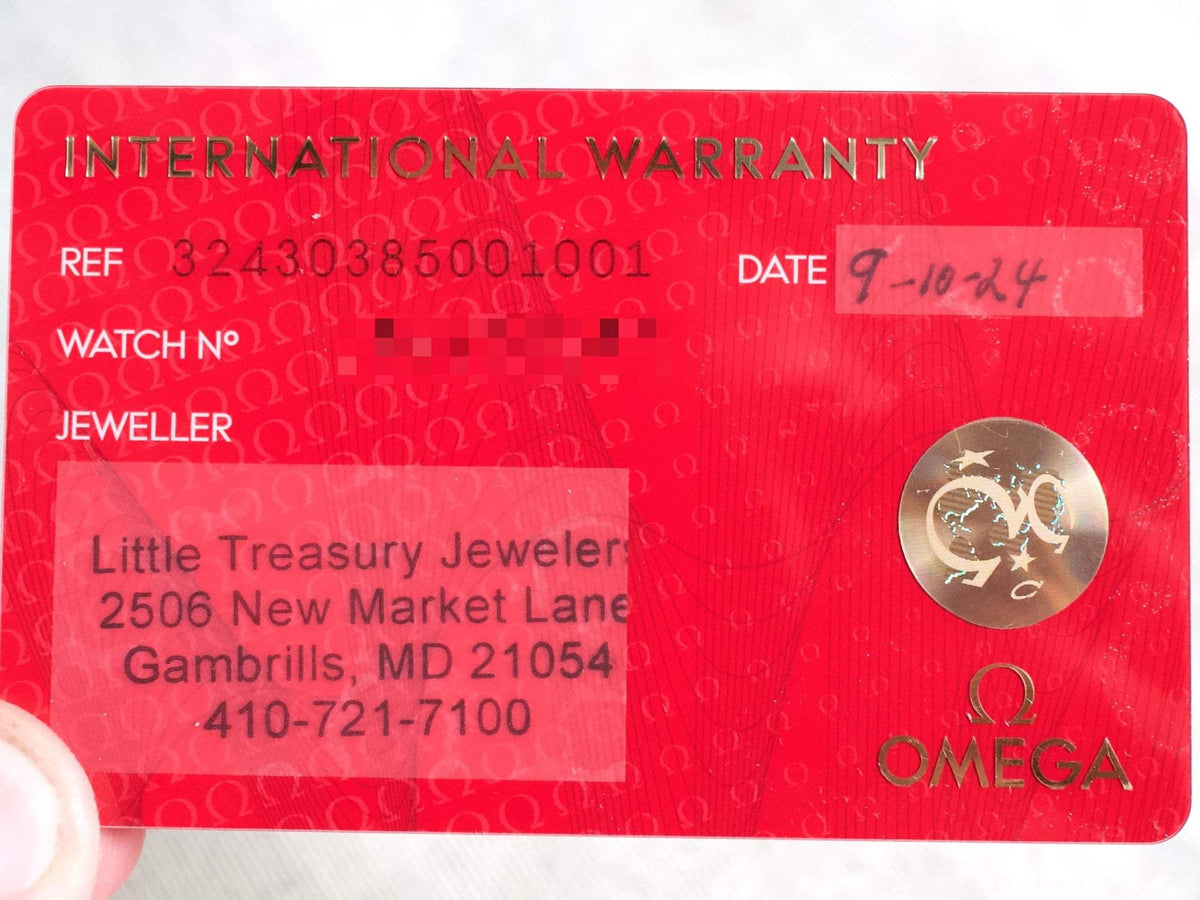 INTERNATIONAL WARRANTY
REF 32430385001001
DATE 9-10-24
WATCH Nº
JEWELLER
Little Treasury Jewelers
2506 New Market Lane
Gambrills, MD 21054
410-721-7100
Ω
OMEGA